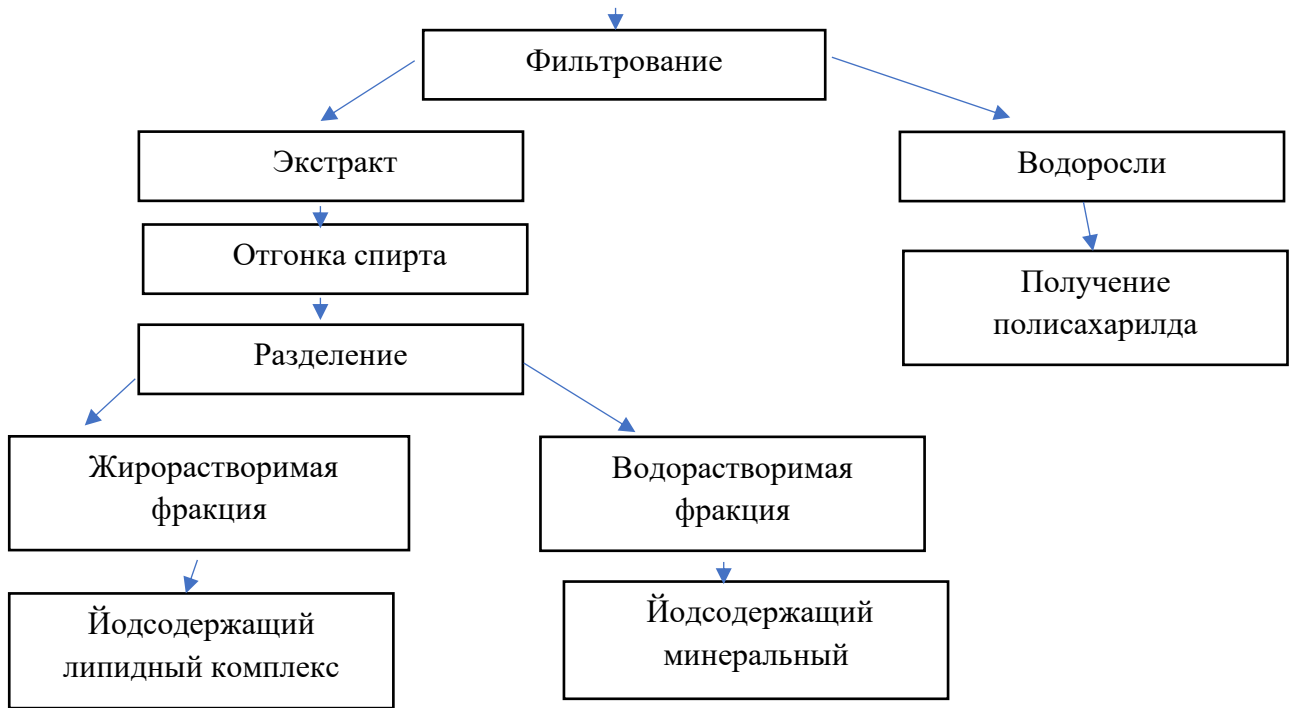 Фильтрование
Экстракт
Водоросли
Отгонка спирта
Получение
полисахарилда
Разделение
Жирорастворимая
фракция
Водорастворимая
фракция
Йодсодержащий
липидный комплекс
Йодсодержащий
минеральный